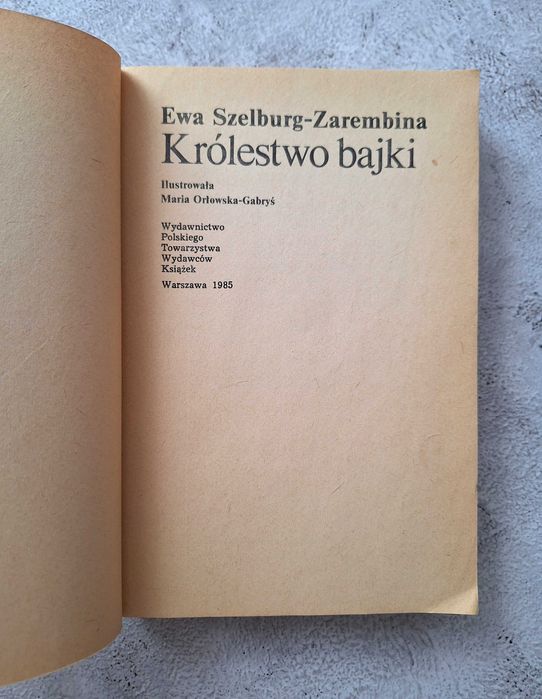 Ewa Szelburg-Zarembina
Królestwo bajki
Ilustrowała
Maria Orłowska-Gabryś
Wydawnictwo
Polskiego
Towarzystwa
Wydawców
Książek
Warszawa 1985